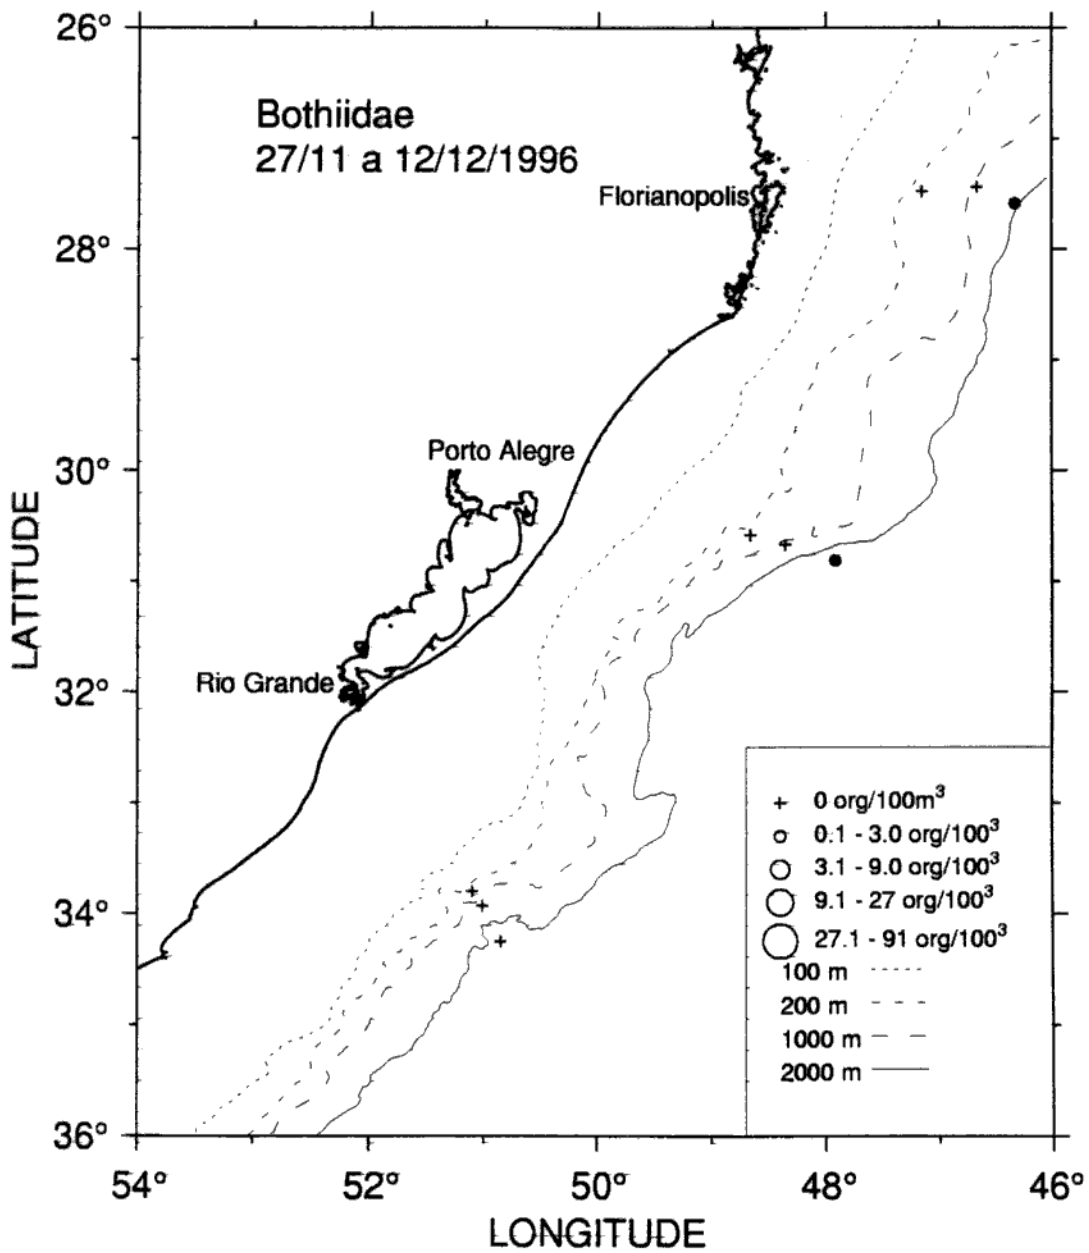 26°
Bothiidae
27/11 a 12/12/1996
Florianopolis
28°
Porto Alegre
30°
LATITUDE
Rio Grande
32°
0 org/100m³
0.1 - 3.0 org/100³
3.1 - 9.0 org/100³
9.1 - 27 org/100³
34°
27.1 - 91 org/100³
100 m
200 m
1000 m
2000 m
36°
54° 52° 50° 48° 46°
LONGITUDE